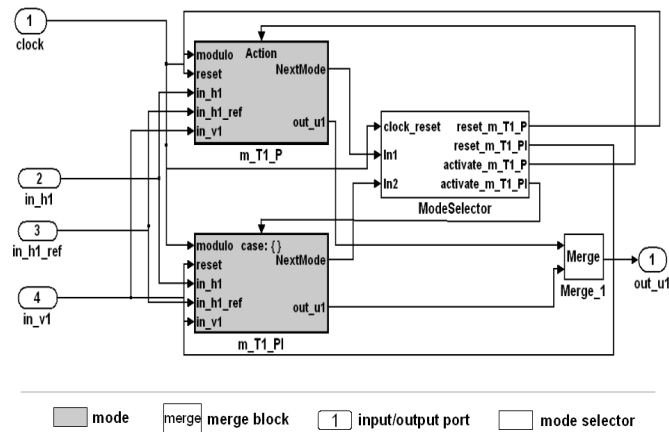 1
clock
modulo Action
NextMode
reset
in_h1
in_h1_ref
out_u1
in_v1
m_T1_P
clock_reset
reset_m_T1_P
reset_m_T1_PI
In1
activate_m_T1_P
In2
activate_m_T1_PI
ModeSelector
2
in_h1
3
in_h1_ref
4
in_v1
modulo case: { }
NextMode
reset
in_h1
in_h1_ref
out_u1
in_v1
m_T1_PI
Merge
Merge_1
1
out_u1
mode
merge
merge block
1
input/output port
mode selector